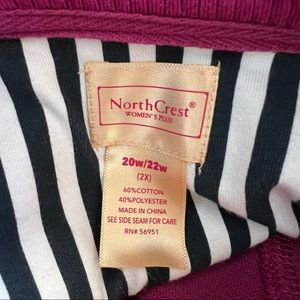 NorthCrest®
WOMEN'S PLUS
20w/22w
(2X)
60%COTTON
40%POLYESTER
MADE IN CHINA
SEE SIDE SEAM FOR CARE
RN# 56951